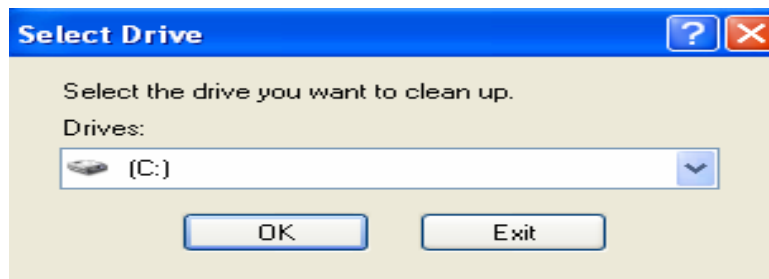 Select Drive
?
Select the drive you want to clean up.
Drives:
(C:)
OK Exit